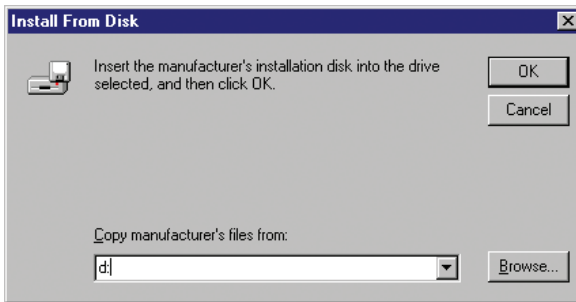 Install From Disk
Insert the manufacturer's installation disk into the drive
selected, and then click OK.
OK
Cancel
Copy manufacturer's files from:
d:
Browse...